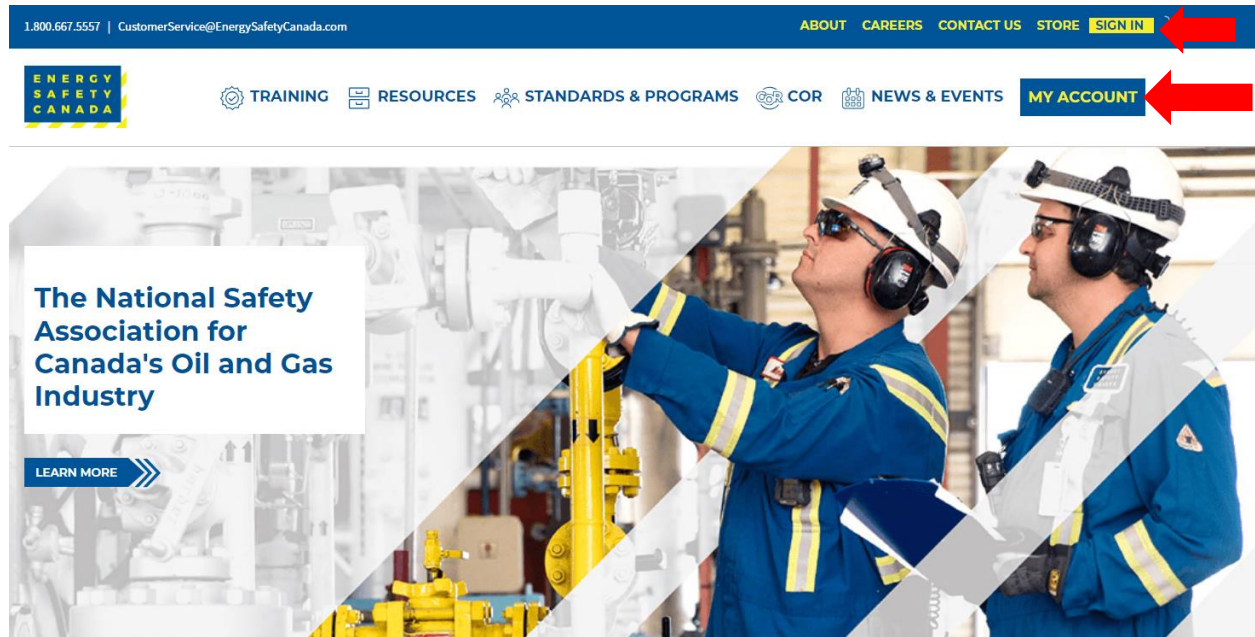 1.800.667.5557 | CustomerService@EnergySafetyCanada.com
ABOUT CAREERS CONTACT US STORE SIGN IN
ENERGY
SAFETY
CANADA
TRAINING RESOURCES STANDARDS & PROGRAMS COR COR NEWS & EVENTS MY ACCOUNT
The National Safety
Association for
Canada's Oil and Gas
Industry
LEARN MORE